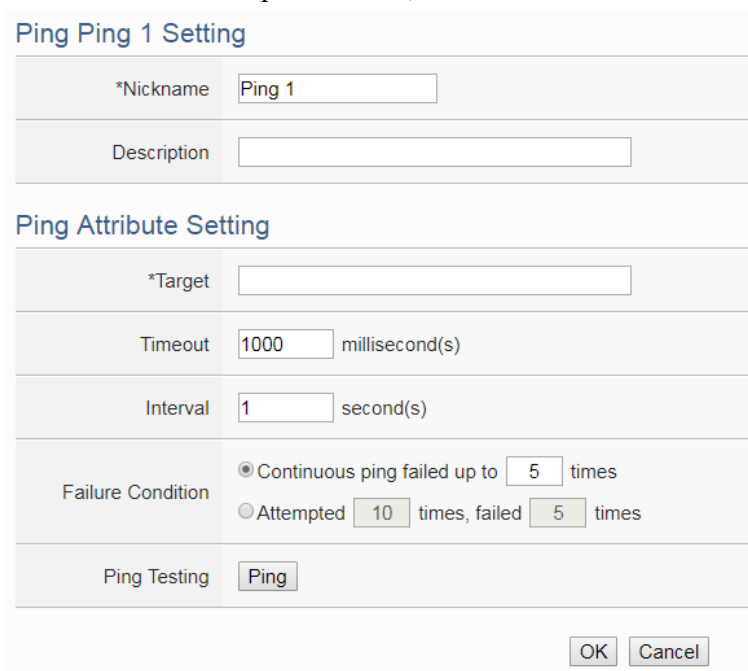 Ping Ping 1 Setting
*Nickname Ping 1
Description
Ping Attribute Setting
*Target
Timeout 1000 millisecond(s)
Interval 1 second(s)
Failure Condition
Continuous ping failed up to 5 times
Attempted 10 times, failed 5 times
Ping Testing Ping
OK Cancel